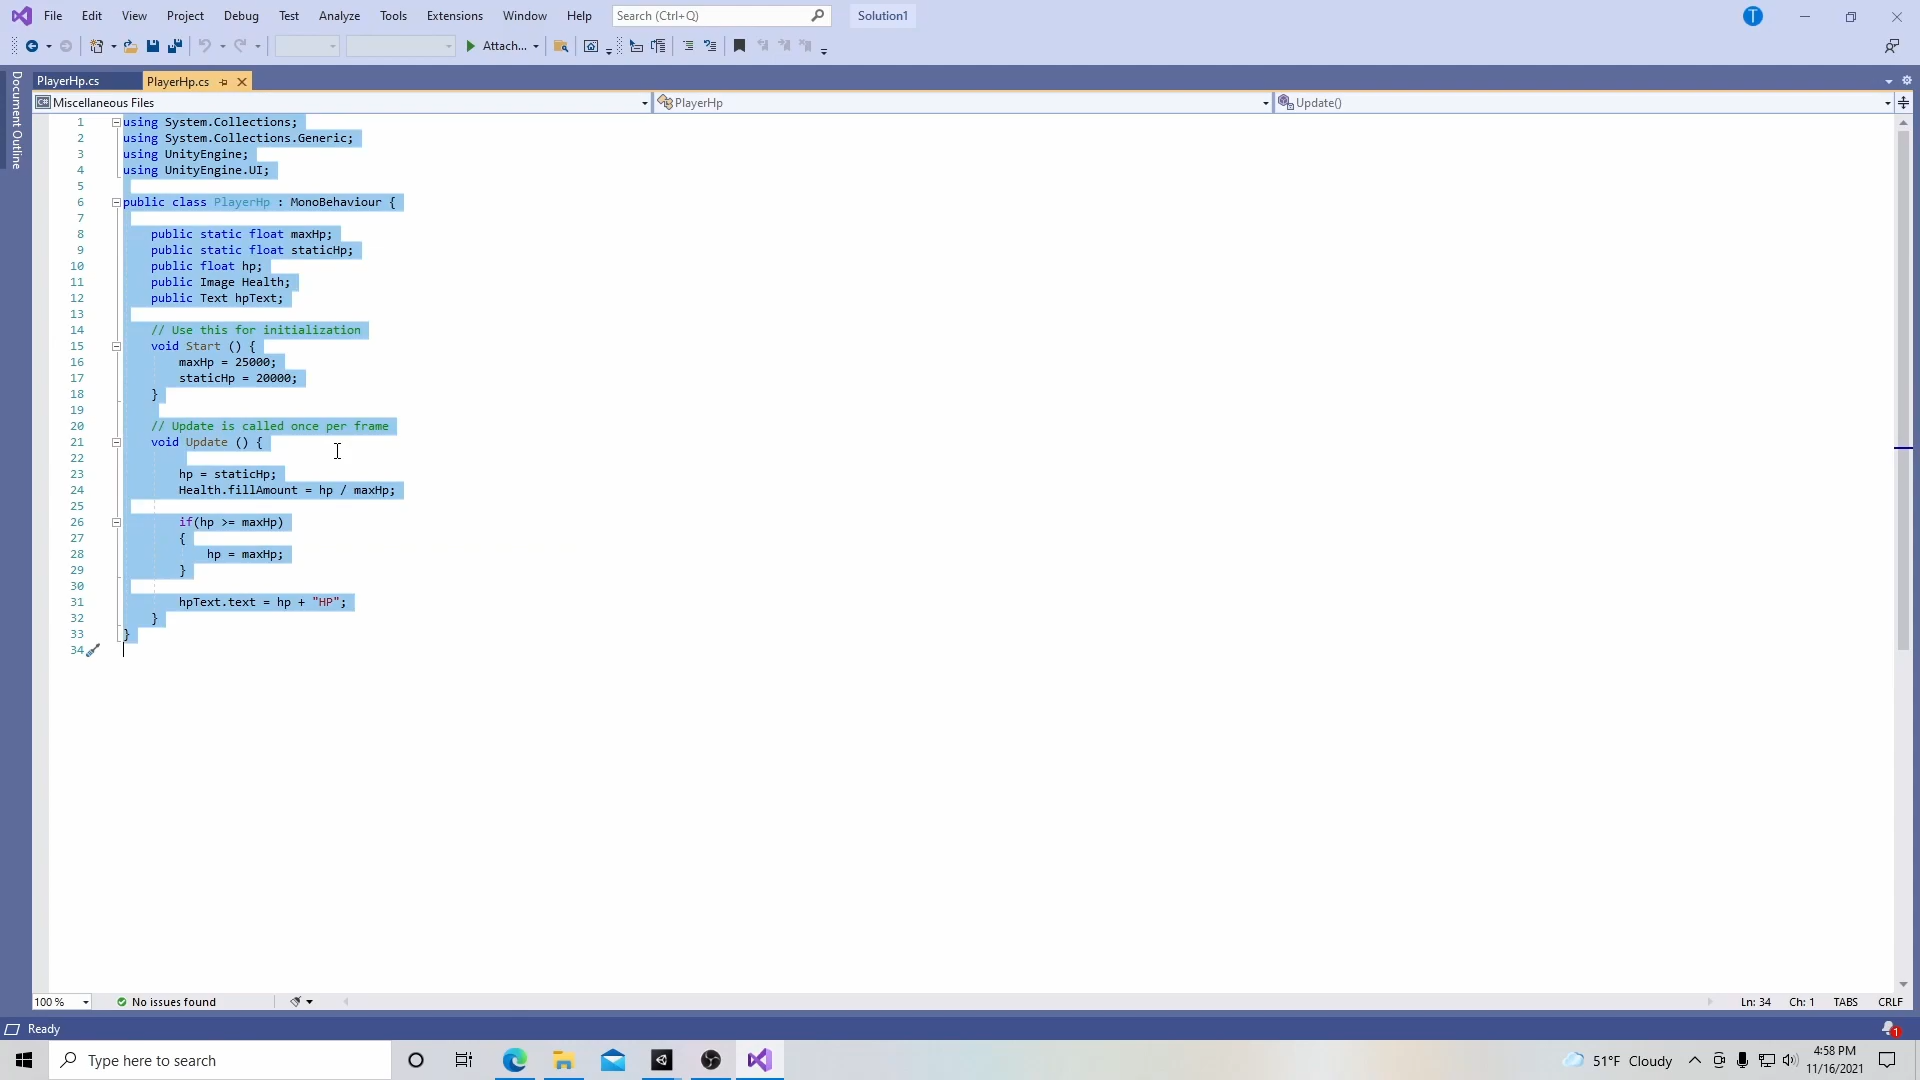 File Edit View Project Debug Test Analyze Tools Extensions Window Help Search (Ctrl+Q) Solution1 T
Attach...
Document Outline
PlayerHp.cs PlayerHp.cs
C# Miscellaneous Files PlayerHp Update()
1 using System.Collections;
2 using System.Collections.Generic;
3 using UnityEngine;
4 using UnityEngine.UI;
5
6 public class PlayerHp : MonoBehaviour {
7
8 public static float maxHp;
9 public static float staticHp;
10 public float hp;
11 public Image Health;
12 public Text hpText;
13
14 // Use this for initialization
15 void Start () {
16 maxHp = 25000;
17 staticHp = 20000;
18 }
19
20 // Update is called once per frame
21 void Update () {
22
23 hp = staticHp;
24 Health.fillAmount = hp / maxHp;
25
26 if(hp >= maxHp)
27 {
28 hp = maxHp;
29 }
30
31 hpText.text = hp + "HP";
32 }
33 }
34
100 % No issues found Ln: 34 Ch: 1 TABS CRLF
Ready 1
Type here to search 51°F Cloudy 4:58 PM
11/16/2021